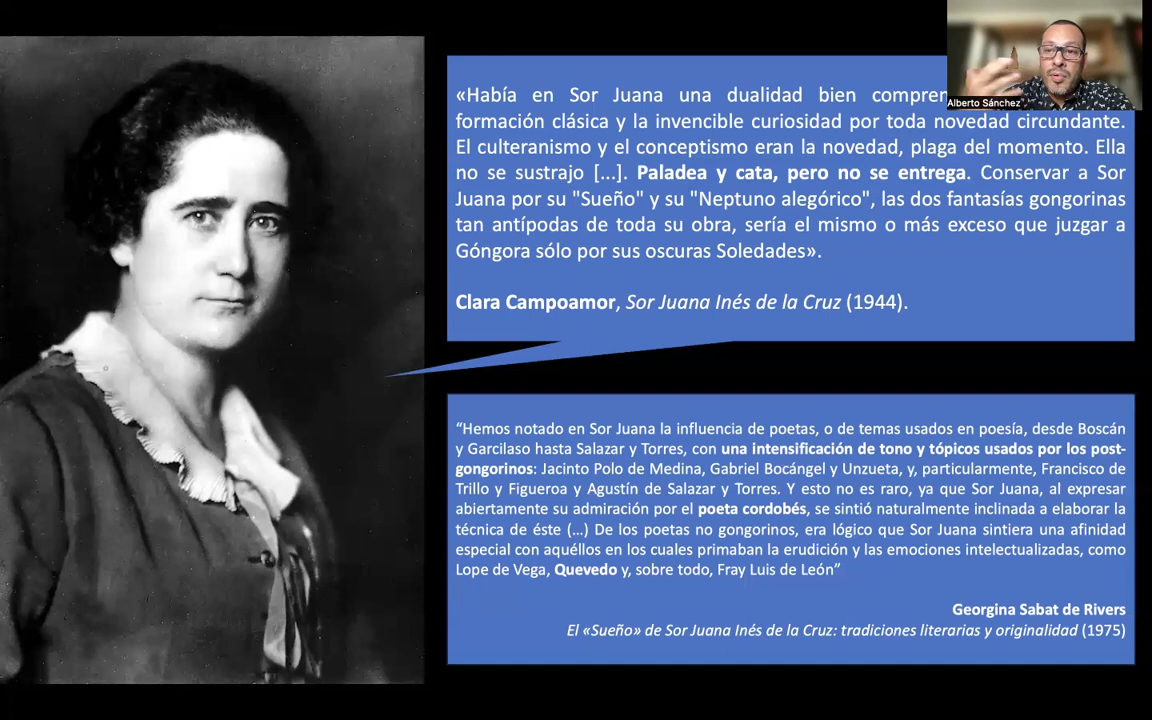 «Había en Sor Juana una dualidad bien
formación clásica y la invencible curiosidad por toda novedad circundante.
El culteranismo y el conceptismo eran la novedad, plaga del momento. Ella
no se sustrajo [...]. Paladea y cata, pero no se entrega. Conservar a Sor
Juana por su "Sueño" y su "Neptuno alegórico", las dos fantasías gongorinas
tan antípodas de toda su obra, sería el mismo o más exceso que juzgar a
Góngora sólo por sus oscuras Soledades».
Clara Campoamor, Sor Juana Inés de la Cruz (1944).
Alberto Sánchez
“Hemos notado en Sor Juana la influencia de poetas, o de temas usados en poesía, desde Boscán
y Garcilaso hasta Salazar y Torres, con una intensificación de tono y tópicos usados por los post-
gongorinos: Jacinto Polo de Medina, Gabriel Bocángel y Unzueta, y, particularmente, Francisco de
Trillo y Figueroa y Agustín de Salazar y Torres. Y esto no es raro, ya que Sor Juana, al expresar
abiertamente su admiración por el poeta cordobés, se sintió naturalmente inclinada a elaborar la
técnica de éste (…) De los poetas no gongorinos, era lógico que Sor Juana sintiera una afinidad
especial con aquéllos en los cuales primaban la erudición y las emociones intelectualizadas, como
Lope de Vega, Quevedo y, sobre todo, Fray Luis de León”
Georgina Sabat de Rivers
El «Sueño» de Sor Juana Inés de la Cruz: tradiciones literarias y originalidad (1975)